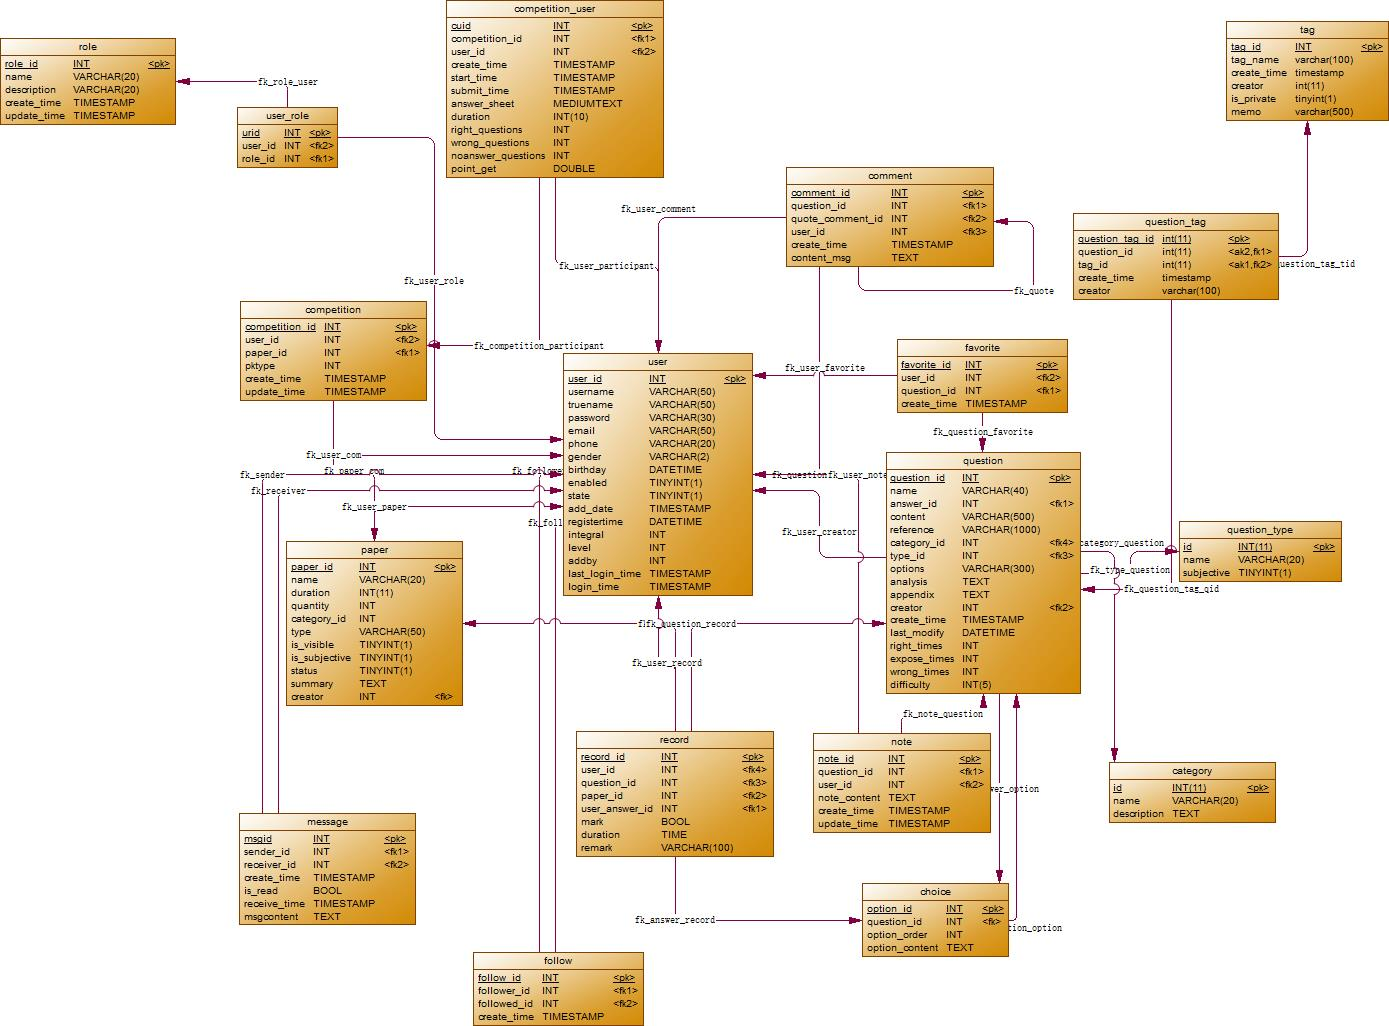 competition_user
cuid INT <pk>
competition_id INT <fk1>
user_id INT <fk2>
create_time TIMESTAMP
start_time TIMESTAMP
submit_time TIMESTAMP
answer_sheet MEDIUMTEXT
duration INT(10)
right_questions INT
wrong_questions INT
noanswer_questions INT
point_get DOUBLE
role
role_id INT <pk>
name VARCHAR(20)
description VARCHAR(20)
create_time TIMESTAMP
update_time TIMESTAMP
fk_role_user
user_role
urid INT <pk>
user_id INT <fk2>
role_id INT <fk1>
tag
tag_id INT <pk>
tag_name varchar(100)
create_time timestamp
creator int(11)
is_private tinyint(1)
memo varchar(500)
comment
comment_id INT <pk>
question_id INT <fk1>
quote_comment_id INT <fk2>
user_id INT <fk3>
create_time TIMESTAMP
content_msg TEXT
fk_user_comment
fk_user_participant
fk_quote
question_tag
question_tag_id int(11) <pk>
question_id int(11) <ak2,fk1>
tag_id int(11) <ak1,fk2>
create_time timestamp
creator varchar(100)
uestion_tag_tid
fk_user_role
competition
competition_id INT <pk>
user_id INT <fk2>
paper_id INT <fk1>
pktype INT
create_time TIMESTAMP
update_time TIMESTAMP
fk_competition_participant
user
user_id INT <pk>
username VARCHAR(50)
truename VARCHAR(50)
password VARCHAR(30)
email VARCHAR(50)
phone VARCHAR(20)
gender VARCHAR(2)
birthday DATETIME
enabled TINYINT(1)
state TINYINT(1)
add_date TIMESTAMP
registertime DATETIME
integral INT
level INT
addby INT
last_login_time TIMESTAMP
login_time TIMESTAMP
fk_user_favorite
favorite
favorite_id INT <pk>
user_id INT <fk2>
question_id INT <fk1>
create_time TIMESTAMP
fk_question_favorite
fk_user_com
fk_sender
fk_paper_com
fk_receiver
fk_user_paper
fk_follower
fk_foll
fk_question
fk_user_note
fk_user_creator
question
question_id INT <pk>
name VARCHAR(40)
answer_id INT <fk1>
content VARCHAR(500)
reference VARCHAR(1000)
category_id INT <fk4>
type_id INT <fk3>
options VARCHAR(300)
analysis TEXT
appendix TEXT
creator INT <fk2>
create_time TIMESTAMP
last_modify DATETIME
right_times INT
expose_times INT
wrong_times INT
difficulty INT(5)
category_question
fk_type_question
fk_question_tag_qid
question_type
id INT(11) <pk>
name VARCHAR(20)
subjective TINYINT(1)
paper
paper_id INT <pk>
name VARCHAR(20)
duration INT(11)
quantity INT
category_id INT
type VARCHAR(50)
is_visible TINYINT(1)
is_subjective TINYINT(1)
status TINYINT(1)
summary TEXT
creator INT <fk>
fk_question_record
fk_user_record
fk_note_question
record
record_id INT <pk>
user_id INT <fk4>
question_id INT <fk3>
paper_id INT <fk2>
user_answer_id INT <fk1>
mark BOOL
duration TIME
remark VARCHAR(100)
note
note_id INT <pk>
question_id INT <fk1>
user_id INT <fk2>
note_content TEXT
create_time TIMESTAMP
update_time TIMESTAMP
wer_option
category
id INT(11) <pk>
name VARCHAR(20)
description TEXT
message
msgid INT <pk>
sender_id INT <fk1>
receiver_id INT <fk2>
create_time TIMESTAMP
is_read BOOL
receive_time TIMESTAMP
msgcontent TEXT
fk_answer_record
choice
option_id INT <pk>
question_id INT <fk>
option_order INT
option_content TEXT
tion_option
follow
follow_id INT <pk>
follower_id INT <fk1>
followed_id INT <fk2>
create_time TIMESTAMP